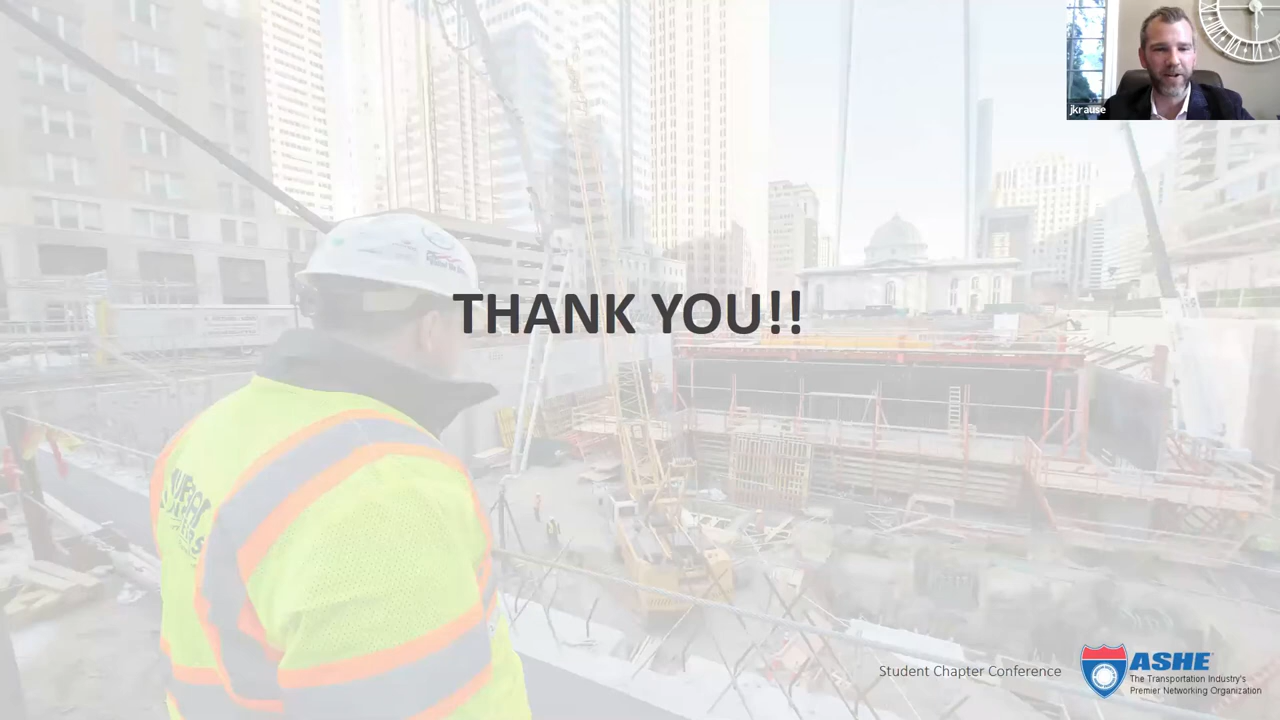 jkrause
THANK YOU!!
Student Chapter Conference
ASHE
The Transportation Industry's
Premier Networking Organization